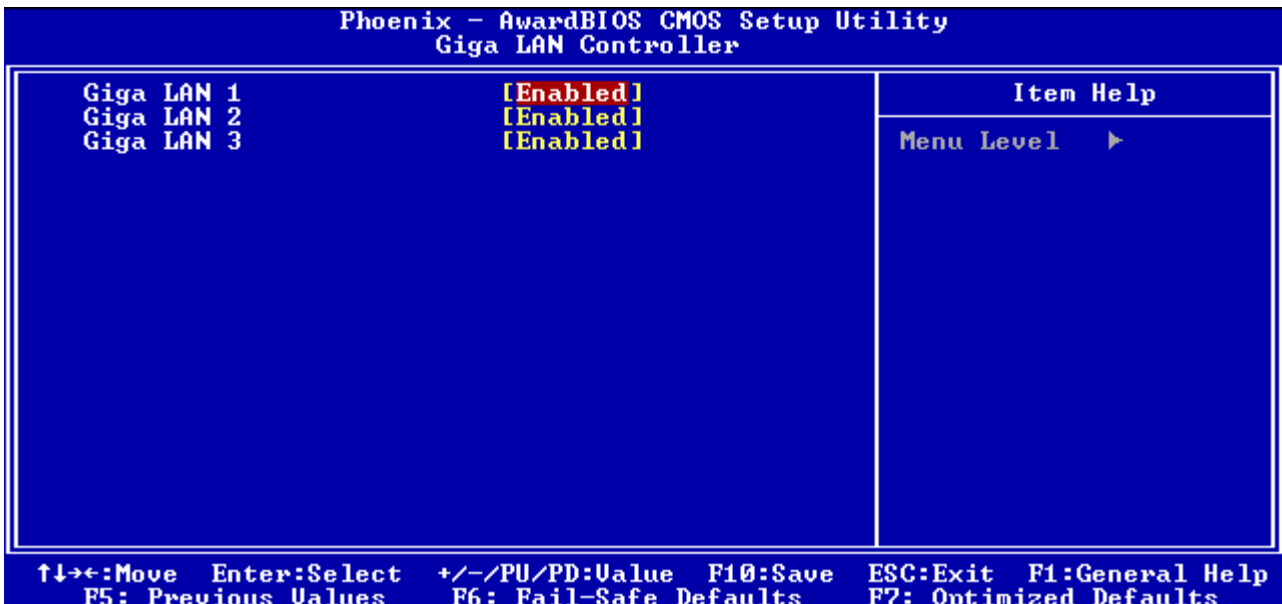 Phoenix - AwardBIOS CMOS Setup Utility
Giga LAN Controller
Giga LAN 1 [Enabled]
Giga LAN 2 [Enabled]
Giga LAN 3 [Enabled]
Item Help
Menu Level ►
↑↓→←:Move Enter:Select +/-/PU/PD:Value F10:Save ESC:Exit F1:General Help
F5: Previous Values F6: Fail-Safe Defaults F7: Optimized Defaults